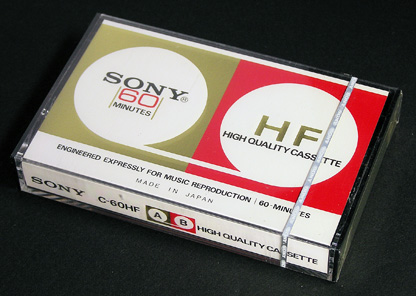 SONY®
60
MINUTES
HF
HIGH QUALITY CASSETTE
ENGINEERED EXPRESSLY FOR MUSIC REPRODUCTION | 60 MINUTES
MADE IN JAPAN
SONY C-60HF A B HIGH QUALITY CASSETTE